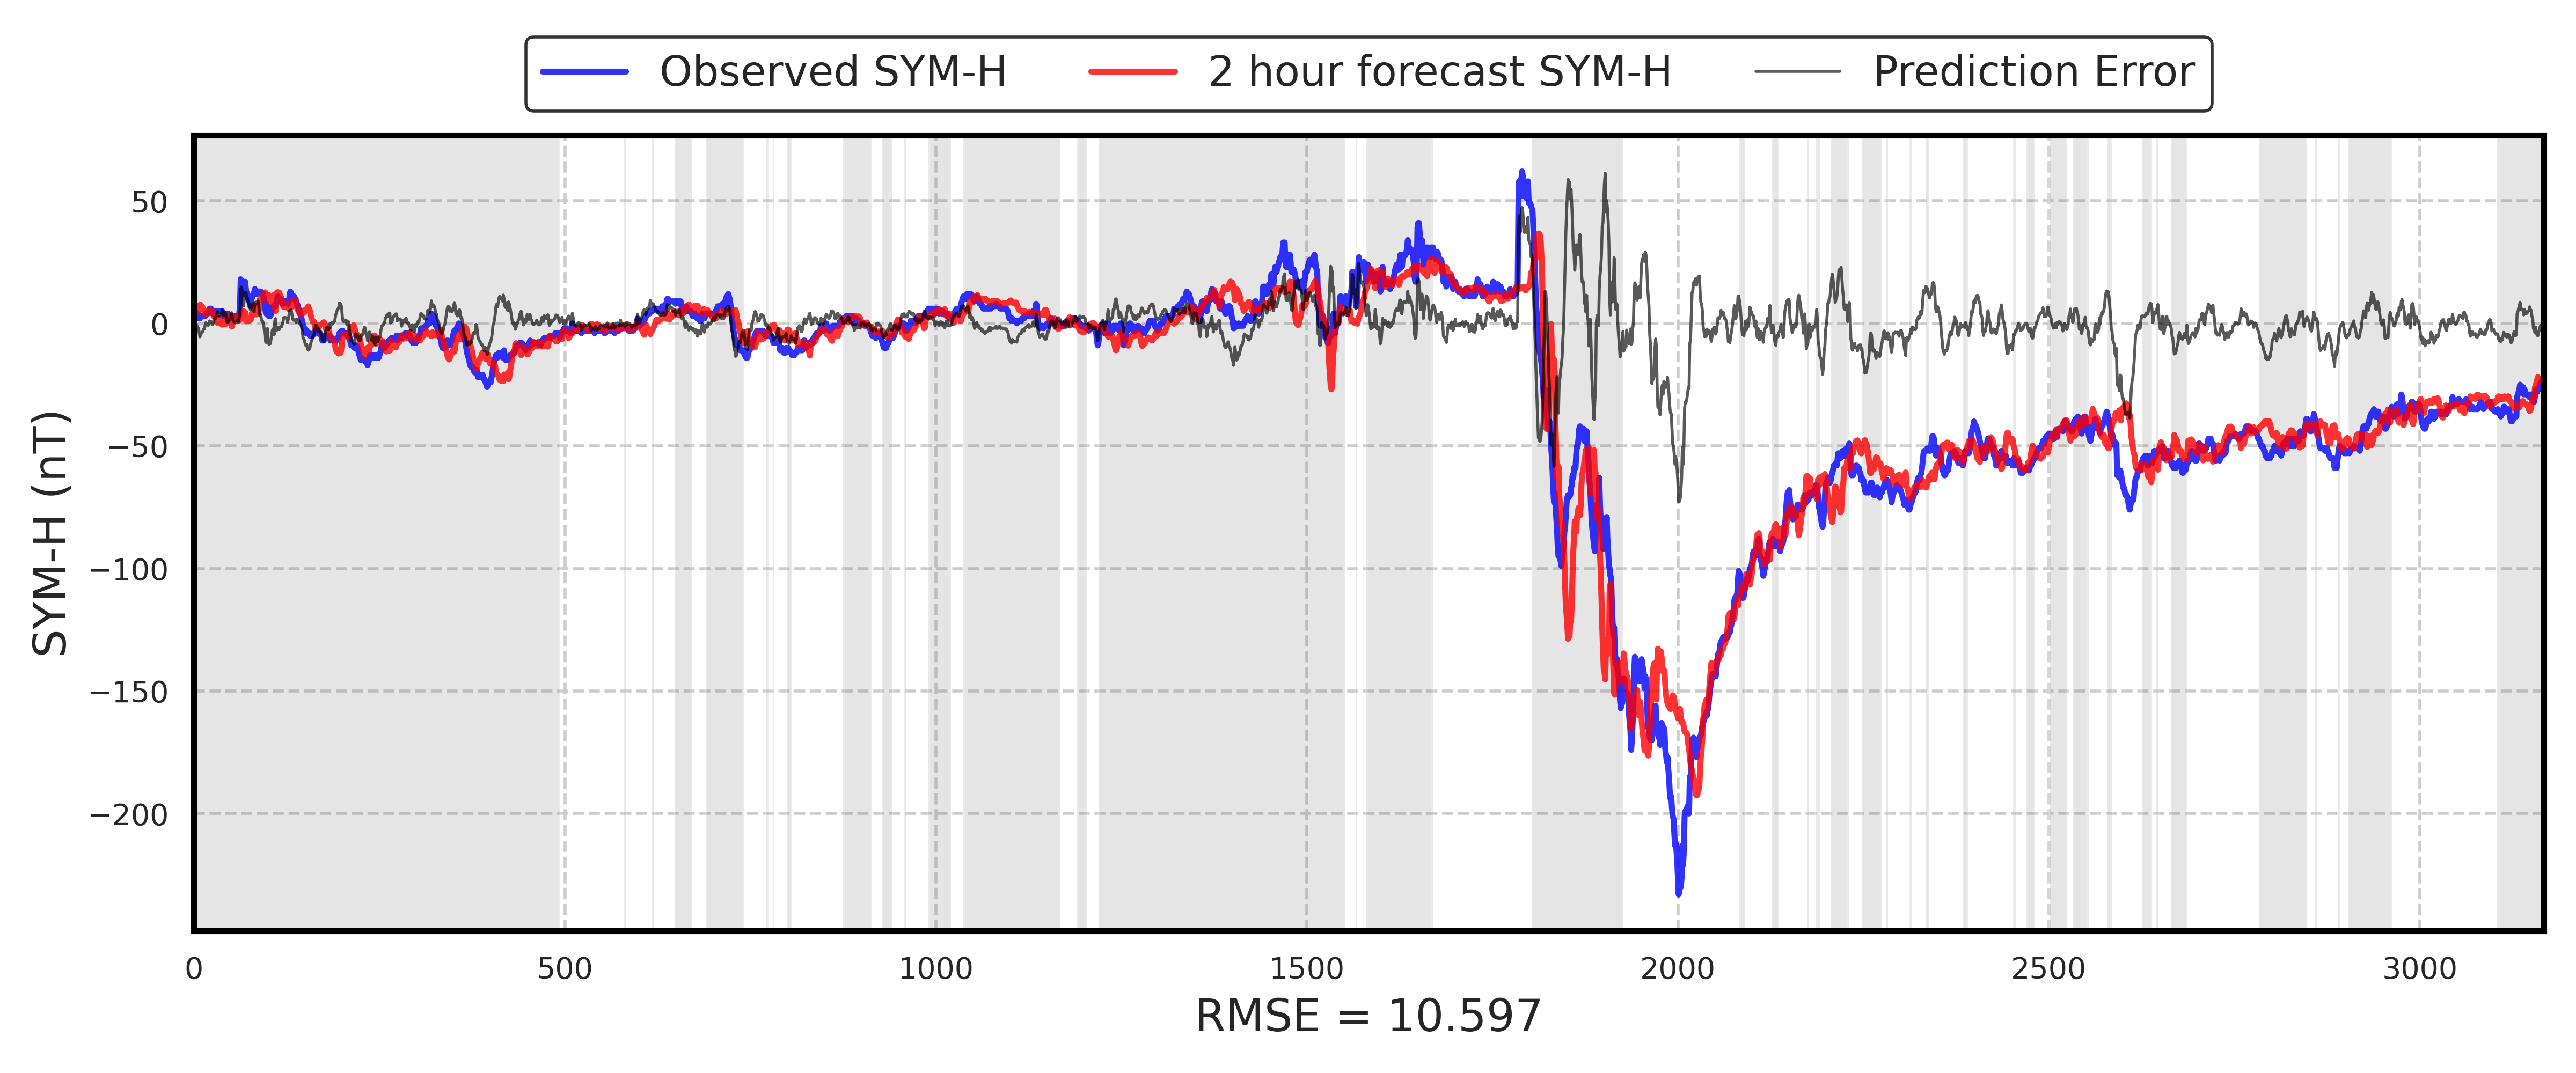 Observed SYM-H 2 hour forecast SYM-H Prediction Error
SYM-H (nT)
50
0
−50
−100
−150
−200
0 500 1000 1500 2000 2500 3000
RMSE = 10.597